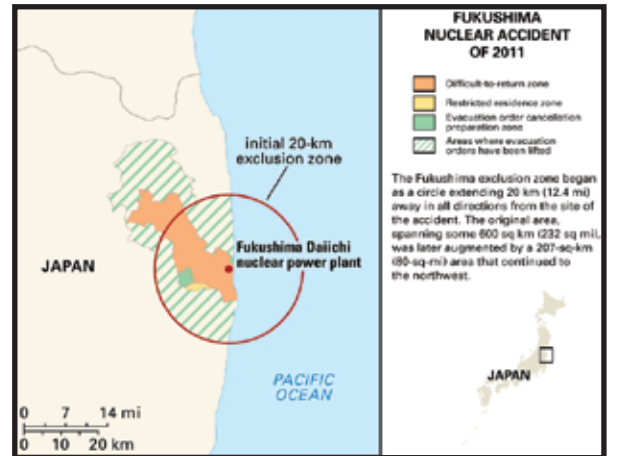 FUKUSHIMA
NUCLEAR ACCIDENT
OF 2011
Difficult-to-return zone
Restricted residence zone
Evacuation order cancellation
preparation zone
Areas where evacuation
orders have been lifted
The Fukushima exclusion zone began
as a circle extending 20 km (12.4 mi)
away in all directions from the site of
the accident. The original area,
spanning some 600 sq km (232 sq mi),
was later augmented by a 207-sq-km
(80-sq-mi) area that continued to
the northwest.
JAPAN
initial 20-km
exclusion zone
Fukushima Daiichi
nuclear power plant
JAPAN
PACIFIC
OCEAN
0 7 14 mi
0 10 20 km